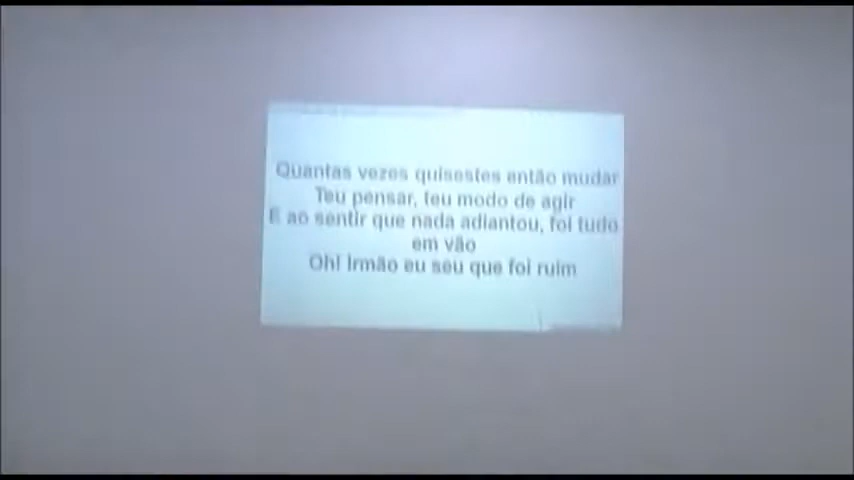 Quantas vezes quisestes então mudar
Teu pensar, teu modo de agir
E ao sentir que nada adiantou, foi tudo
em vão
Oh! Irmão eu seu que foi ruim